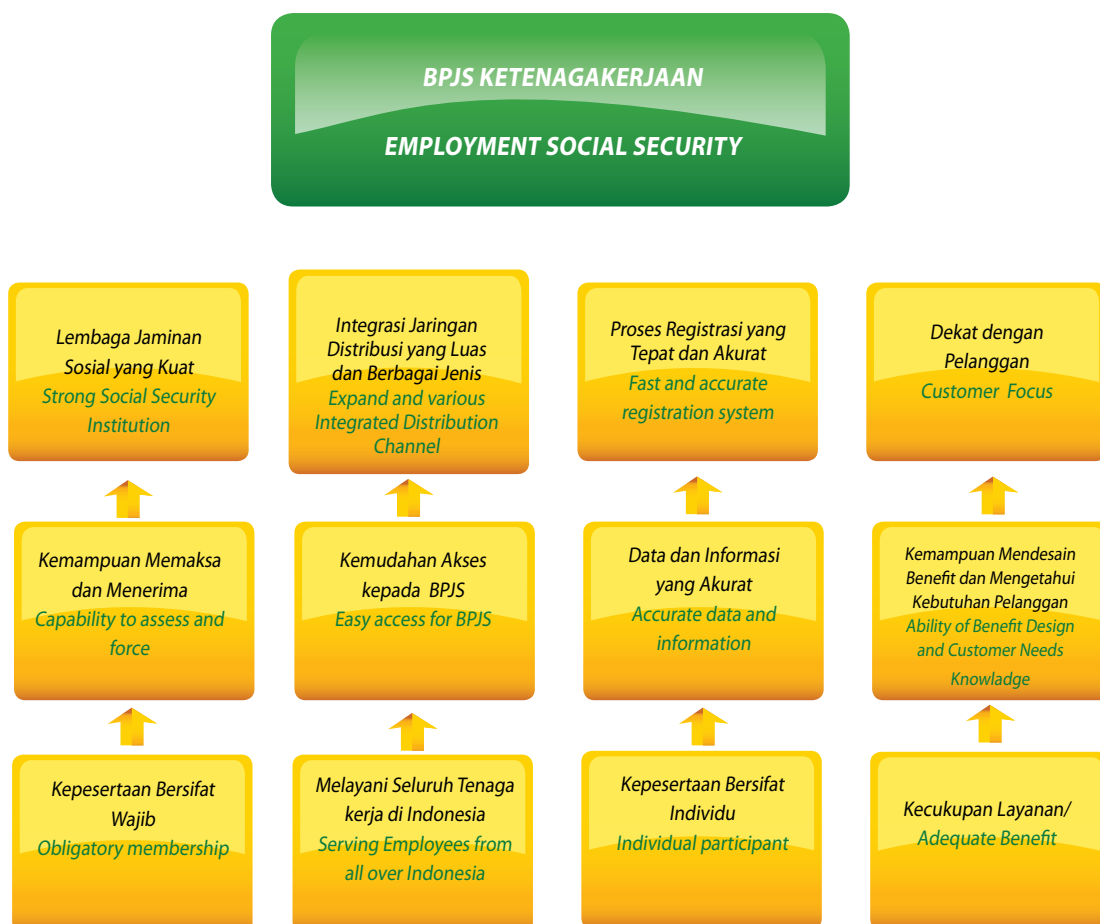 BPJS KETENAGAKERJAAN
EMPLOYMENT SOCIAL SECURITY
Lembaga Jaminan
Sosial yang Kuat
Strong Social Security
Institution
Integrasi Jaringan
Distribusi yang Luas
dan Berbagai Jenis
Expand and various
Integrated Distribution
Channel
Proses Registrasi yang
Tepat dan Akurat
Fast and accurate
registration system
Dekat dengan
Pelanggan
Customer Focus
Kemampuan Memaksa
dan Menerima
Capability to assess and
force
Kemudahan Akses
kepada BPJS
Easy access for BPJS
Data dan Informasi
yang Akurat
Accurate data and
information
Kemampuan Mendesain
Benefit dan Mengetahui
Kebutuhan Pelanggan
Ability of Benefit Design
and Customer Needs
Knowladge
Kepesertaan Bersifat
Wajib
Obligatory membership
Melayani Seluruh Tenaga
kerja di Indonesia
Serving Employees from
all over Indonesia
Kepesertaan Bersifat
Individu
Individual participant
Kecukupan Layanan/
Adequate Benefit